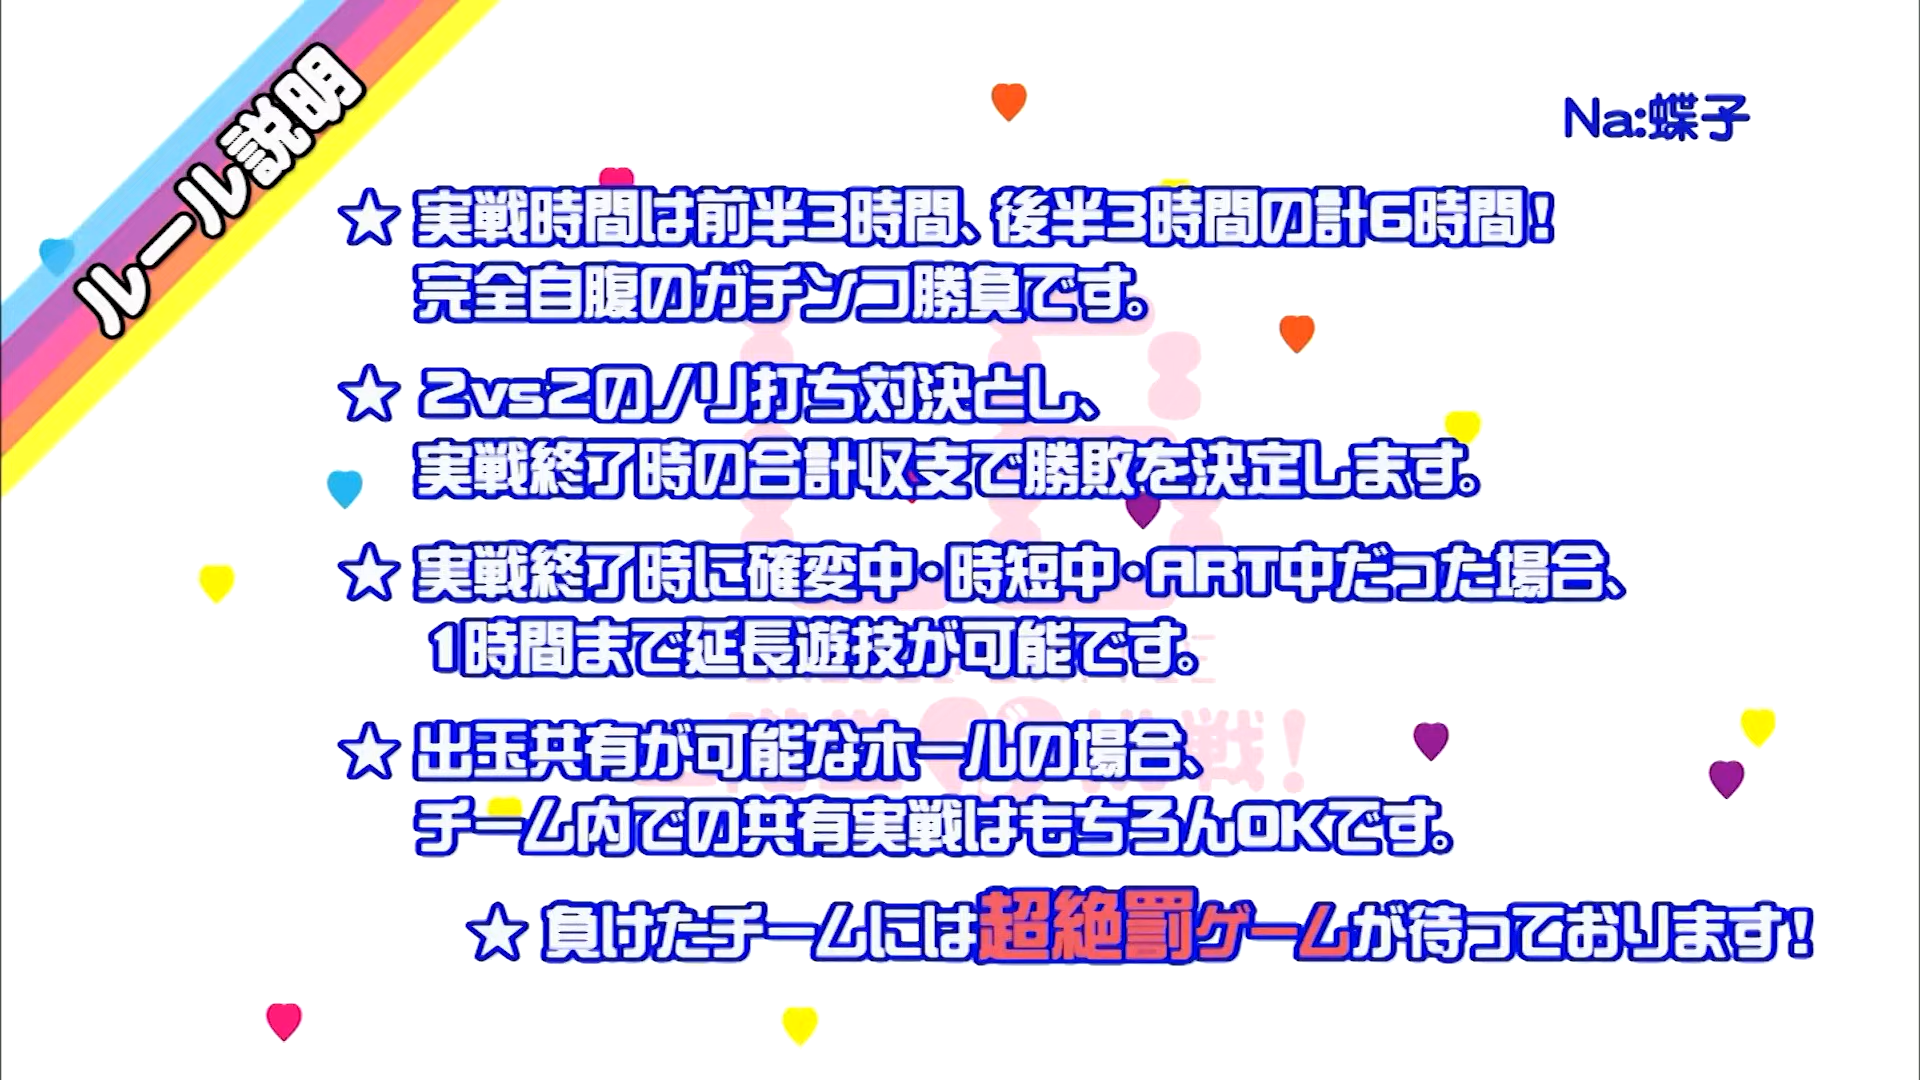 ルール説明
Na:蝶子
★ 実戦時間は前半3時間、後半3時間の計6時間!
完全自腹のガチンコ勝負です。
★ 2vs2のノリ打ち対決とし、
実戦終了時の合計収支で勝敗を決定します。
★ 実戦終了時に確変中・時短中・ART中だった場合、
1時間まで延長遊技が可能です。
★ 出玉共有が可能なホールの場合、
チーム内での共有実戦はもちろんOKです。
★ 負けたチームには超絶罰ゲームが待っております!